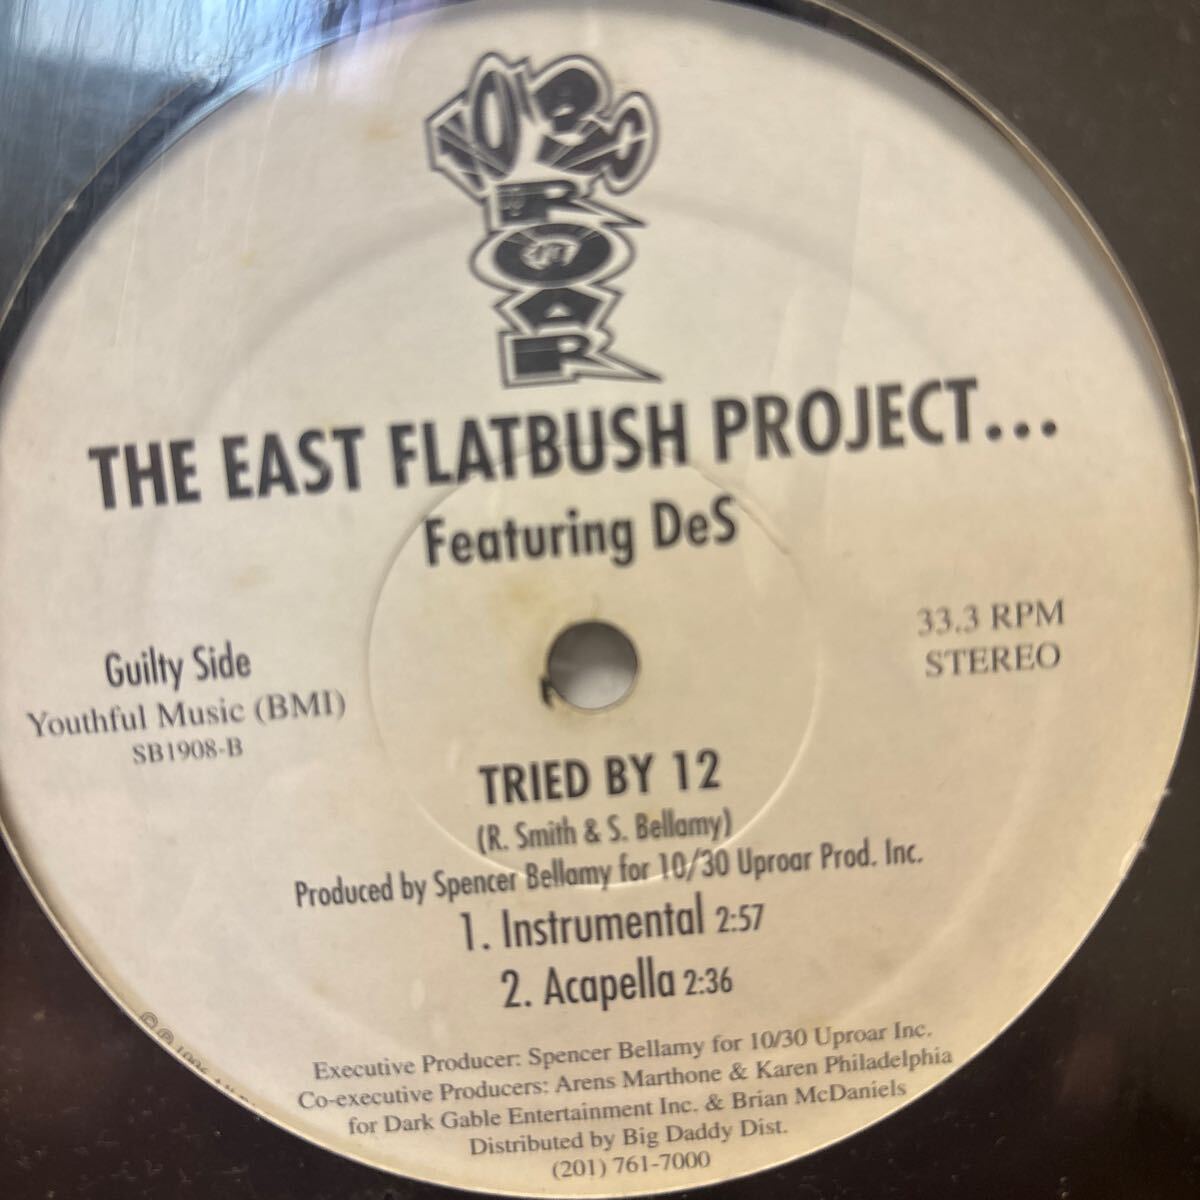 10/30
UPROAR
THE EAST FLATBUSH PROJECT...
Featuring DeS
Guilty Side
Youthful Music (BMI)
SB1908-B
33.3 RPM
STEREO
TRIED BY 12
(R. Smith & S. Bellamy)
Produced by Spencer Bellamy for 10/30 Uproar Prod. Inc.
1. Instrumental 2:57
2. Acapella 2:36
Executive Producer: Spencer Bellamy for 10/30 Uproar Inc.
Co-executive Producers: Arens Marthone & Karen Philadelphia
for Dark Gable Entertainment Inc. & Brian McDaniels
Distributed by Big Daddy Dist.
(201) 761-7000